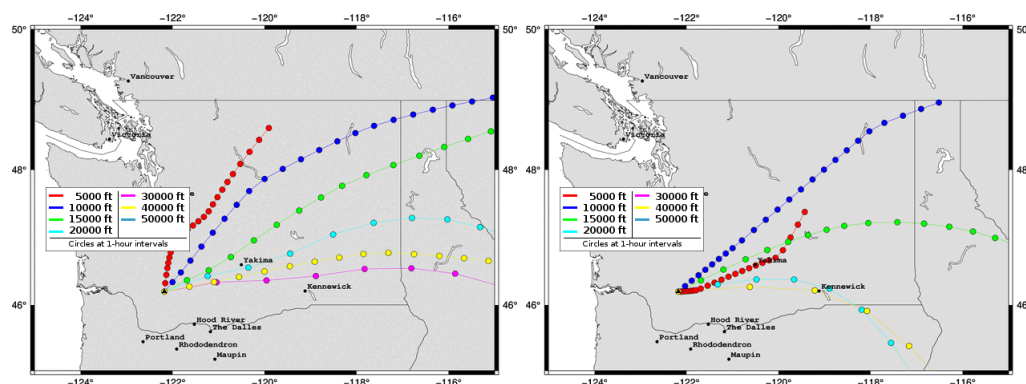 -124° -122° -120° -118° -116°
50° 50°
Vancouver
Victoria
48° 48°
5000 ft 30000 ft
10000 ft 40000 ft
15000 ft 50000 ft
20000 ft
Circles at 1-hour intervals
Yakima
46° 46°
Kennewick
Hood River
The Dalles
Portland
Rhododendron
Maupin
-124° -122° -120° -118° -116°
-124° -122° -120° -118° -116°
50°
Vancouver
Victoria
48
5000 ft 30000 ft
10000 ft 40000 ft
15000 ft 50000 ft
20000 ft
Circles at 1-hour intervals
Yakima
46
Kennewick
Hood River
The Dalles
Portland
Rhododendron
Maupin
-124° -122° -120° -118° -116°